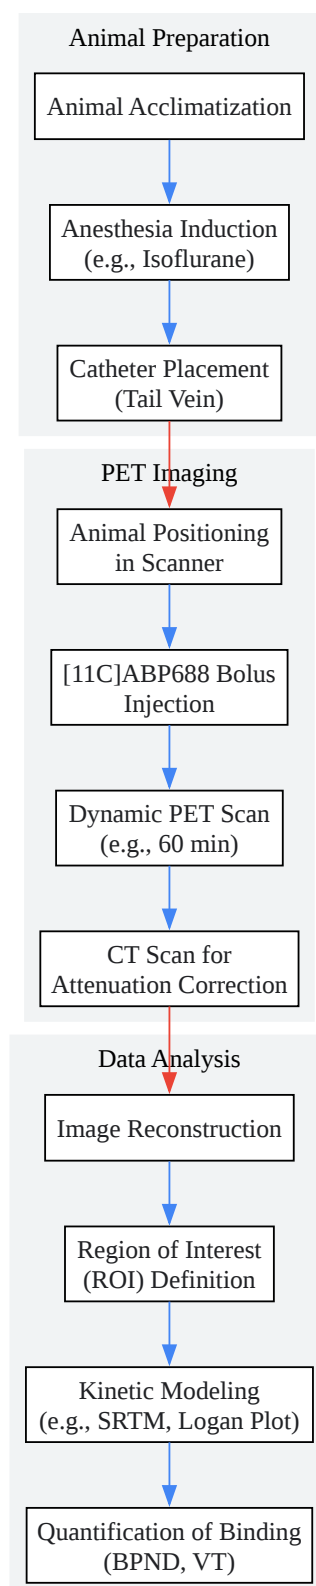 Animal Preparation
Animal Acclimatization
Anesthesia Induction
(e.g., Isoflurane)
Catheter Placement
(Tail Vein)
PET Imaging
Animal Positioning
in Scanner
[11C]ABP688 Bolus
Injection
Dynamic PET Scan
(e.g., 60 min)
CT Scan for
Attenuation Correction
Data Analysis
Image Reconstruction
Region of Interest
(ROI) Definition
Kinetic Modeling
(e.g., SRTM, Logan Plot)
Quantification of Binding
(BPND, VT)